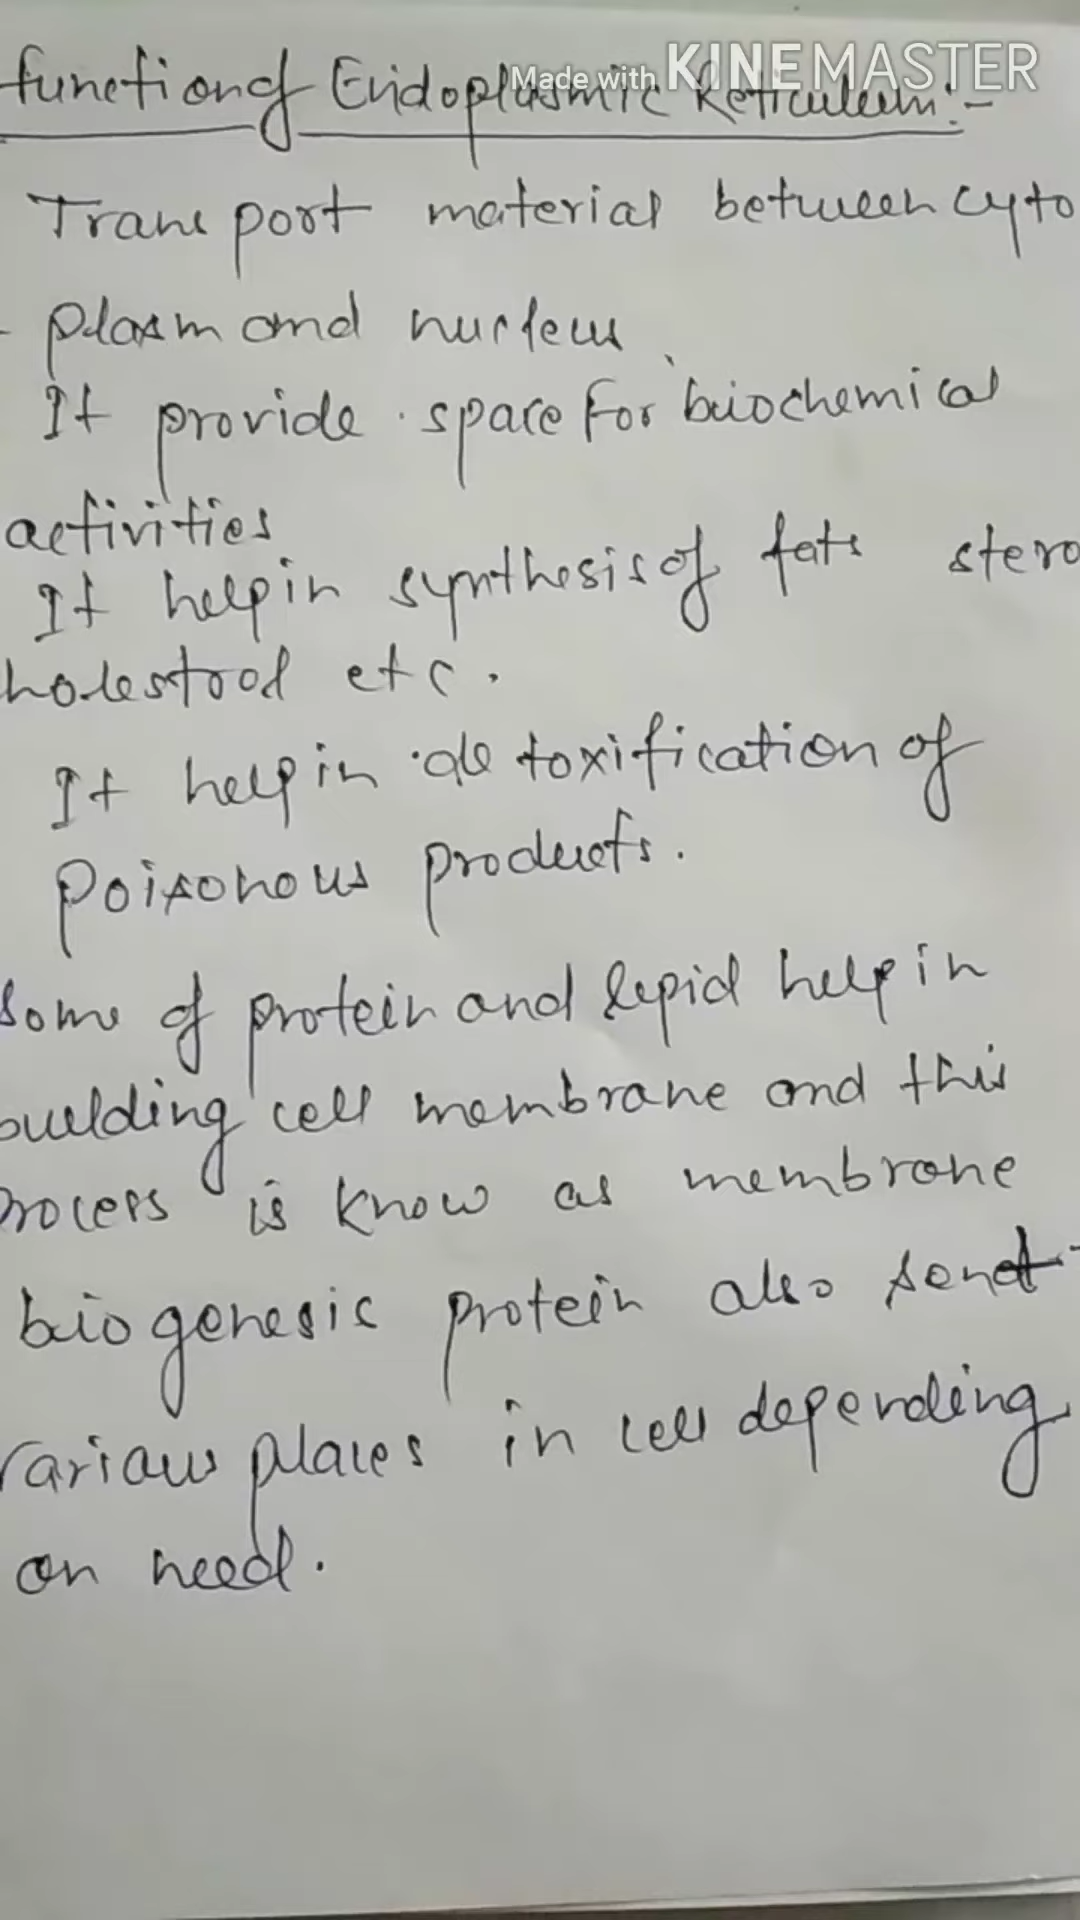 Made with KINEMASTER
function of Endoplasmic Reticulum:-
Transport material between cyto
- plasm and nucleus
It provide space for biochemical
activities
It help in synthesis of fats stero
holestrol etc.
It help in detoxification of
Poisonous products.
Some of protein and lepid help in
building cell membrane and this
process is know as membrane
biogenesis protein also send
various places in cell depending
on need.